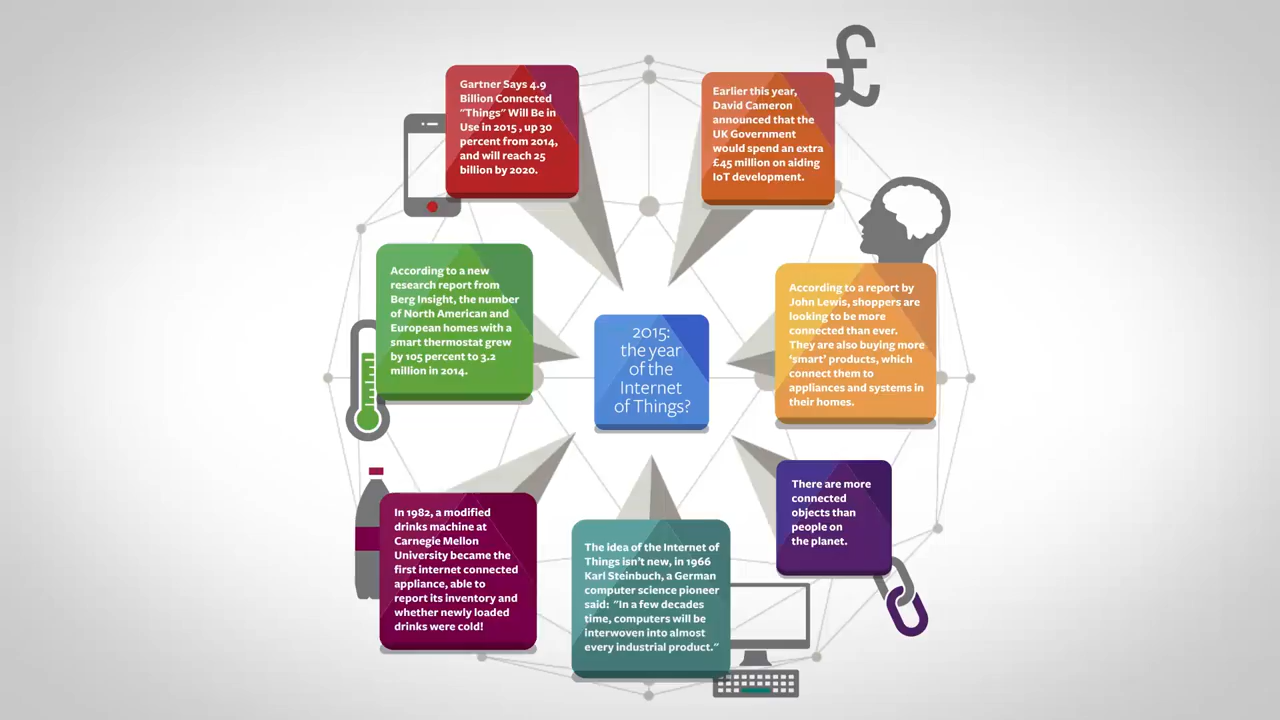 Gartner Says 4.9
Billion Connected
"Things" Will Be in
Use in 2015 , up 30
percent from 2014,
and will reach 25
billion by 2020.
£
Earlier this year,
David Cameron
announced that the
UK Government
would spend an extra
£45 million on aiding
IoT development.
According to a new
research report from
Berg Insight, the number
of North American and
European homes with a
smart thermostat grew
by 105 percent to 3.2
million in 2014.
2015:
the year
of the
Internet
of Things?
According to a report by
John Lewis, shoppers are
looking to be more
connected than ever.
They are also buying more
‘smart’ products, which
connect them to
appliances and systems in
their homes.
In 1982, a modified
drinks machine at
Carnegie Mellon
University became the
first internet connected
appliance, able to
report its inventory and
whether newly loaded
drinks were cold!
The idea of the Internet of
Things isn’t new, in 1966
Karl Steinbuch, a German
computer science pioneer
said:  "In a few decades
time, computers will be
interwoven into almost
every industrial product."
There are more
connected
objects than
people on
the planet.